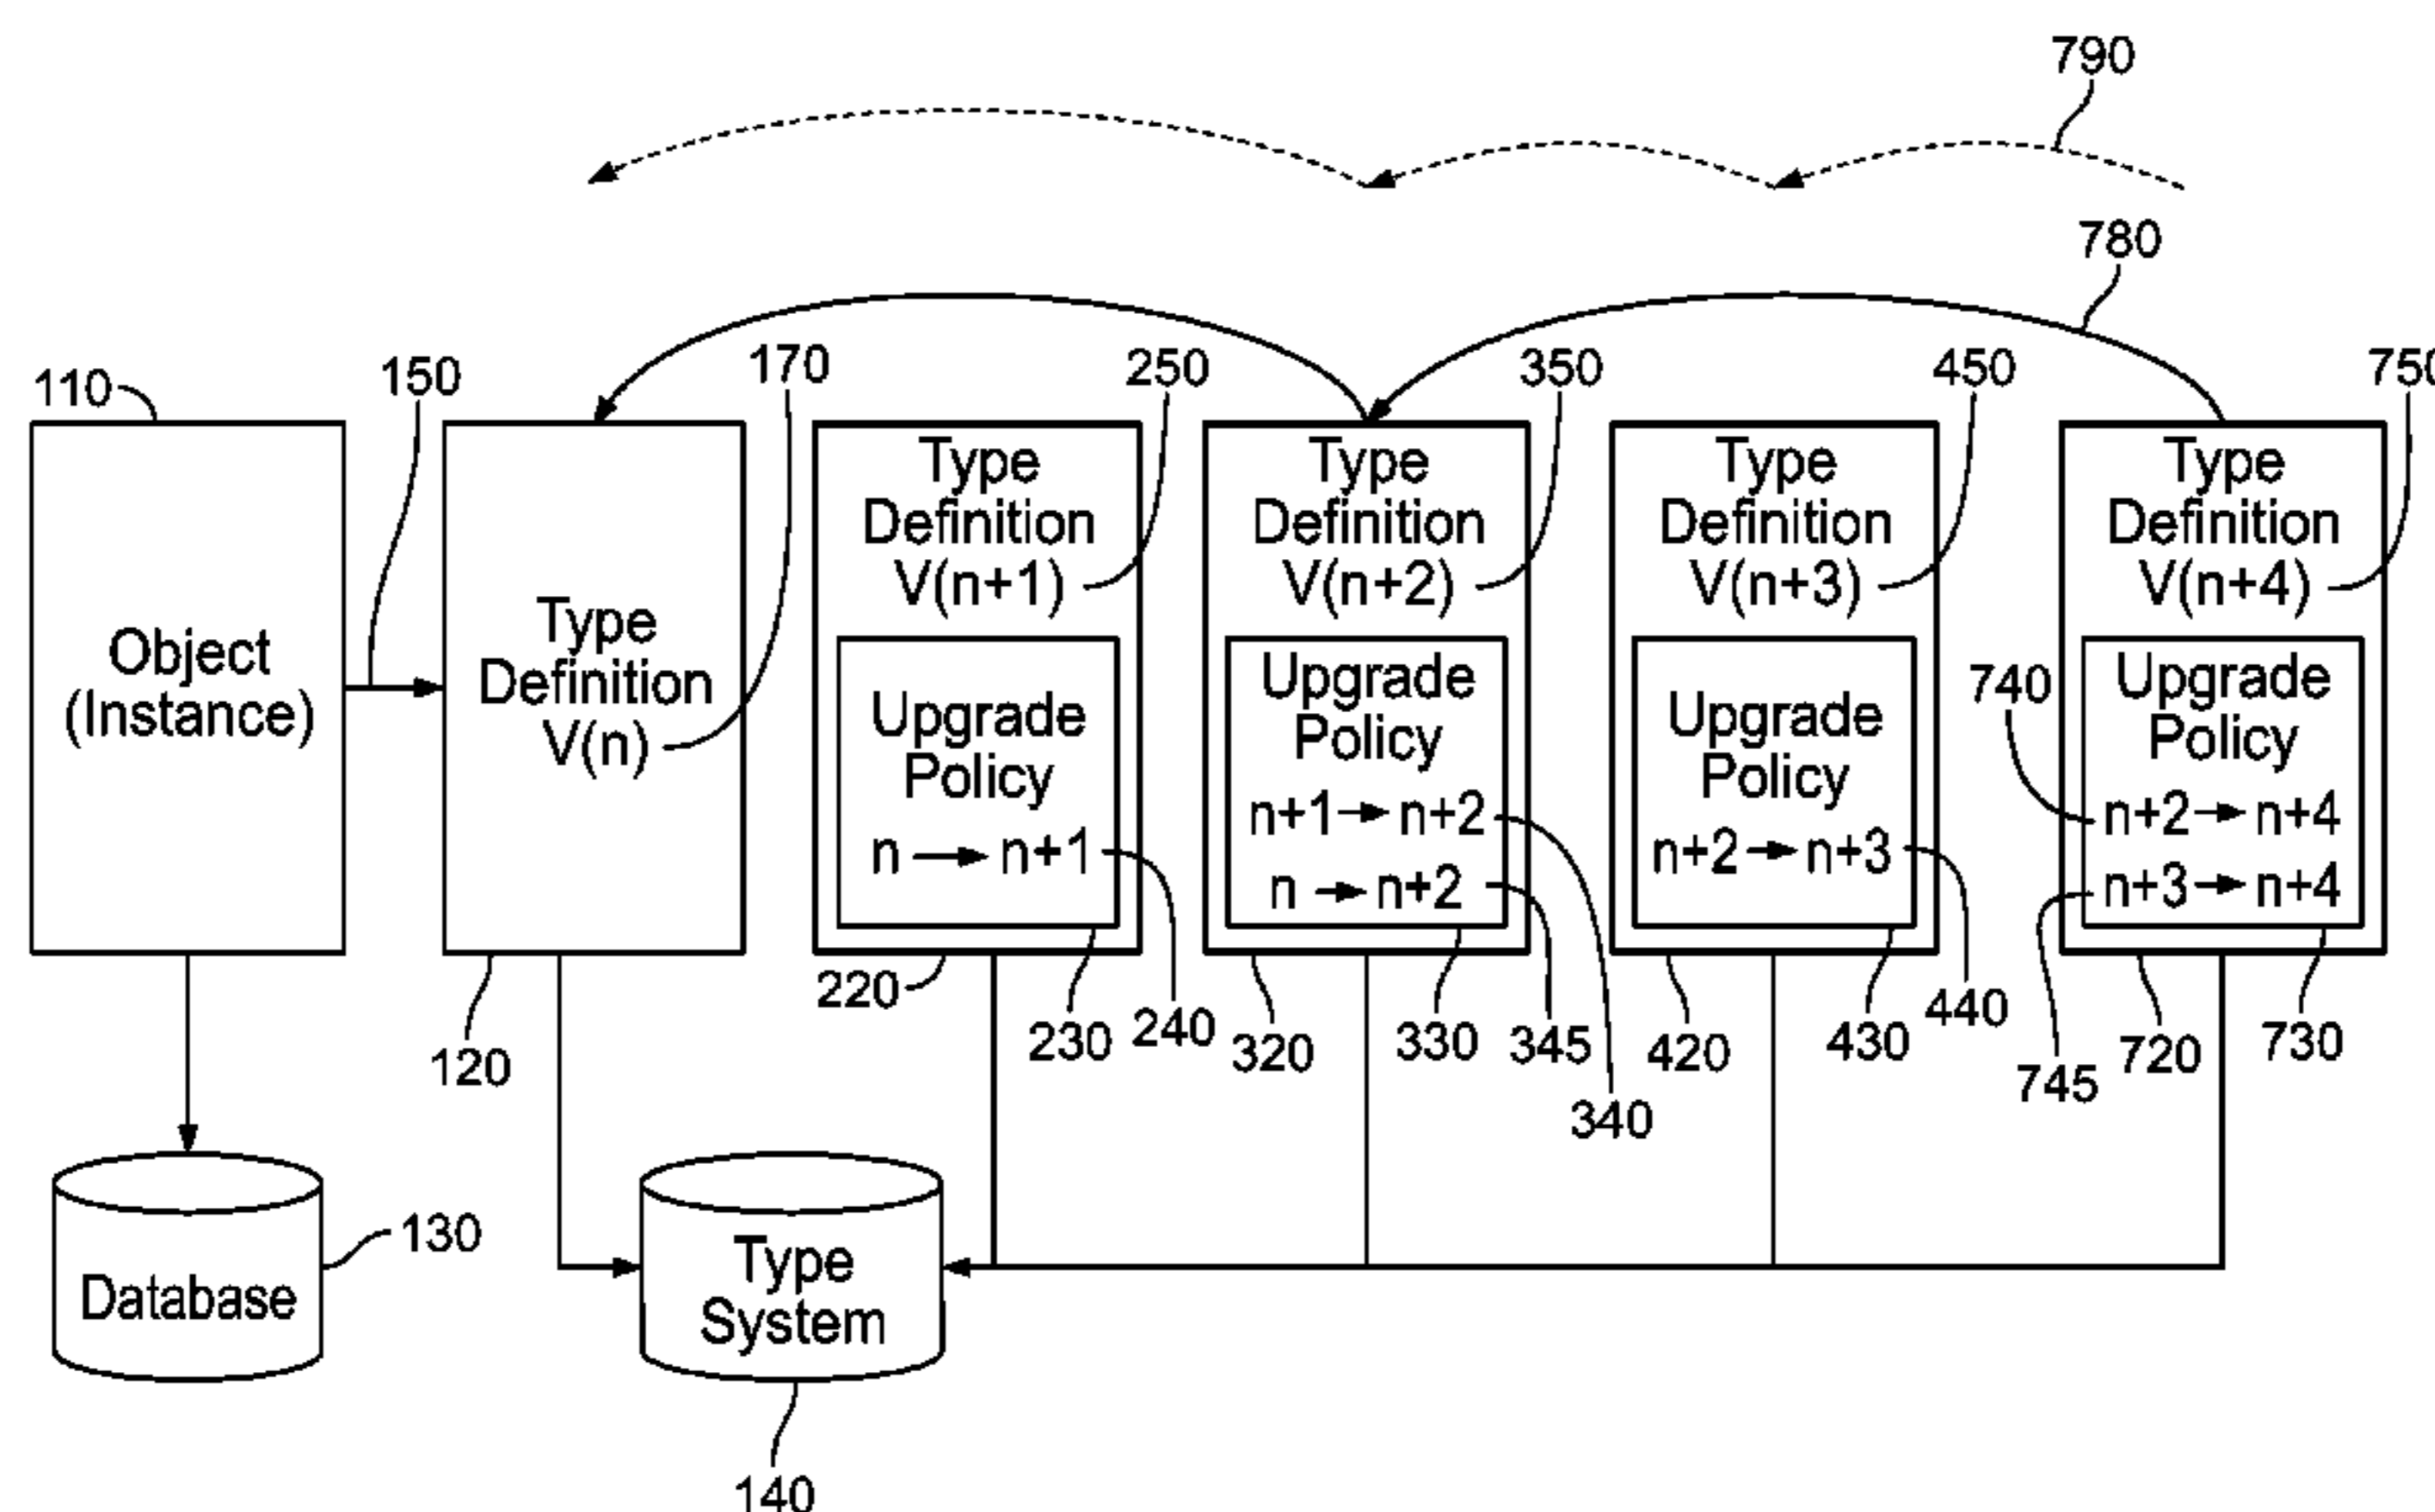 790
780
110
150
170
250
350
450
750
Object
(Instance)
Type
Definition
V(n)
Type
Definition
V(n+1)
Upgrade
Policy
n → n+1
Type
Definition
V(n+2)
Upgrade
Policy
n+1 → n+2
n → n+2
Type
Definition
V(n+3)
Upgrade
Policy
n+2 → n+3
740
Type
Definition
V(n+4)
Upgrade
Policy
n+2 → n+4
n+3 → n+4
120
220
230
240
320
330
345
340
420
430
440
745
720
730
Database
130
Type
System
140